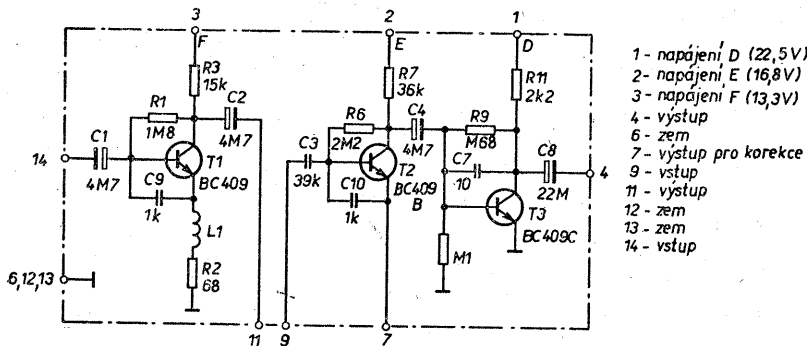 3
F
R3
15k
R1
1M8
C2
4M7
C1
4M7
14
T1
BC409
C9
1k
L1
R2
68
6,12,13
11
2
E
R7
36k
R6
2M2
C4
4M7
C3
39k
T2
BC409
B
C10
1k
9
7
1
D
R11
2k2
R9
M68
C7
10
C8
22M
4
T3
BC409C
M1
1 - napájení D (22,5V)
2 - napájení E (16,8V)
3 - napájení F (13,3V)
4 - výstup
6 - zem
7 - výstup pro korekce
9 - vstup
11 - výstup
12 - zem
13 - zem
14 - vstup